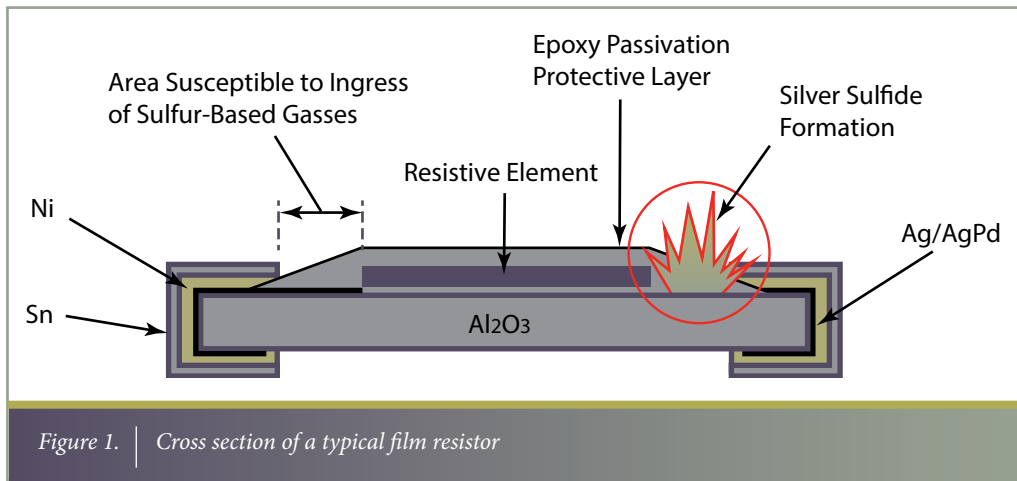 Epoxy Passivation
Protective Layer
Area Susceptible to Ingress
of Sulfur-Based Gasses
Silver Sulfide
Formation
Resistive Element
Ni
Ag/AgPd
Sn
Al2O3
Figure 1. | Cross section of a typical film resistor